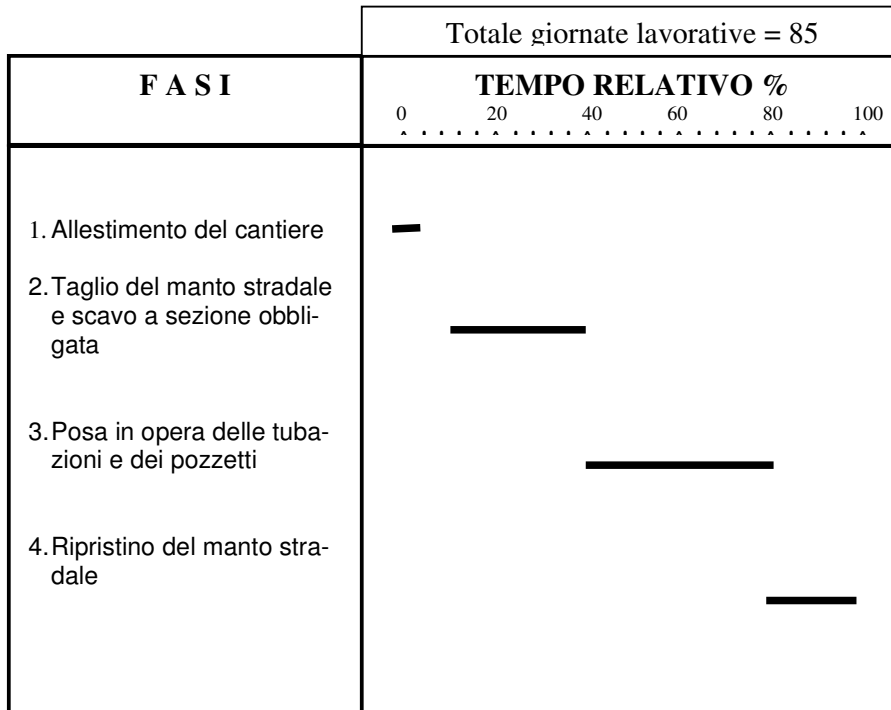 Totale giornate lavorative = 85
F A S I
TEMPO RELATIVO %
0 20 40 60 80 100
1. Allestimento del cantiere
2. Taglio del manto stradale
e scavo a sezione obbli-
gata
3. Posa in opera delle tuba-
zioni e dei pozzetti
4. Ripristino del manto stra-
dale